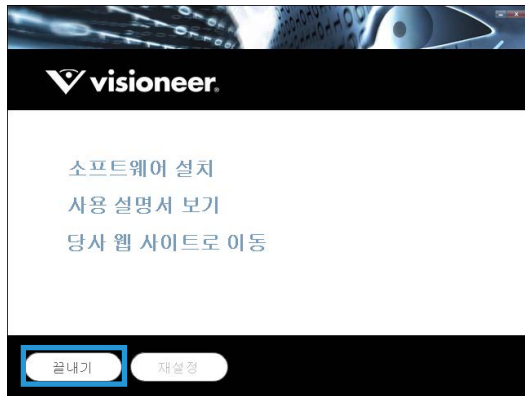 visioneer.
소프트웨어 설치
사용 설명서 보기
당사 웹 사이트로 이동
끝내기 재설정